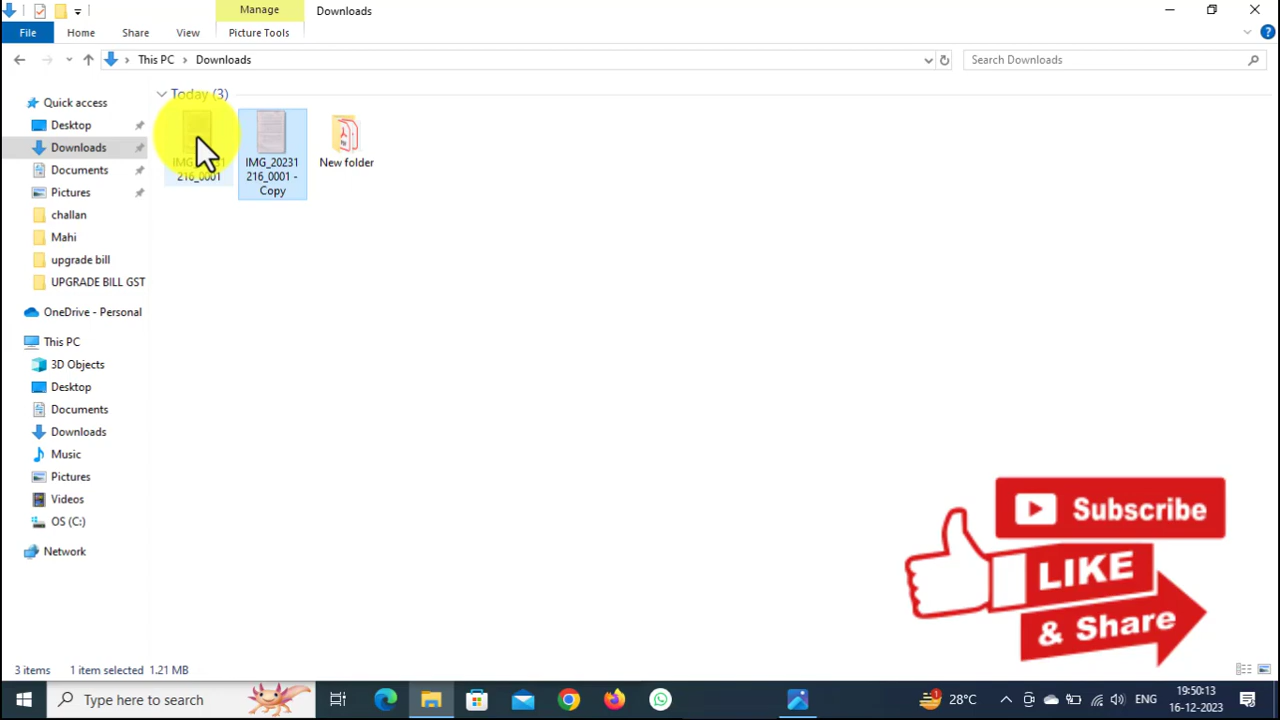 Manage
Downloads
File
Home
Share
View
Picture Tools
This PC
Downloads
Search Downloads
Quick access
Desktop
Downloads
Documents
Pictures
challan
Mahi
upgrade bill
UPGRADE BILL GST
OneDrive - Personal
This PC
3D Objects
Desktop
Documents
Downloads
Music
Pictures
Videos
OS (C:)
Network
Today (3)
216_0001
IMG_20231
216_0001 -
Copy
New folder
Subscribe
LIKE
& Share
3 items
1 item selected 1.21 MB
Type here to search
28°C
ENG
19:50:13
16-12-2023